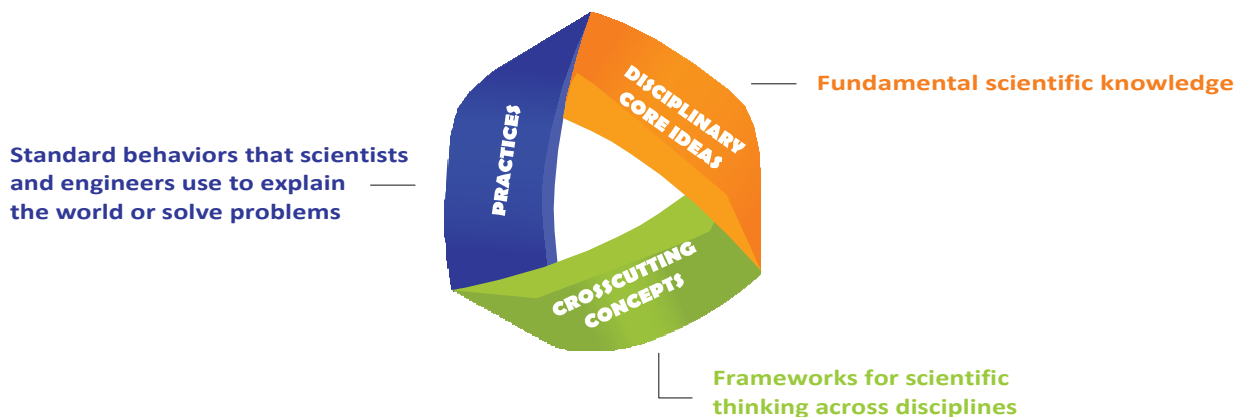 DISCIPLINARY
CORE IDEAS
Fundamental scientific knowledge
PRACTICES
Standard behaviors that scientists
and engineers use to explain
the world or solve problems
CROSSCUTTING
CONCEPTS
Frameworks for scientific
thinking across disciplines